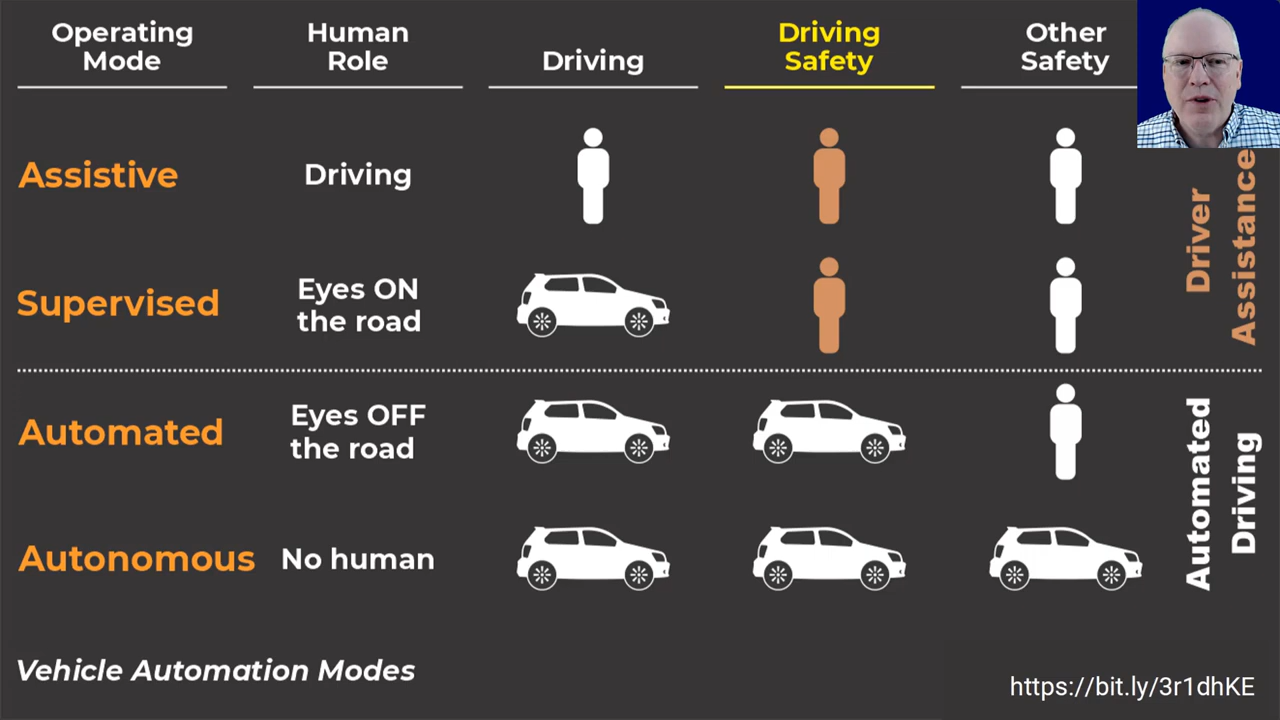 Operating
Mode
Human
Role
Driving
Driving
Safety
Other
Safety
Assistive
Driving
Supervised
Eyes ON
the road
Driver
Assistance
Automated
Eyes OFF
the road
Autonomous
No human
Automated
Driving
Vehicle Automation Modes
https://bit.ly/3r1dhKE